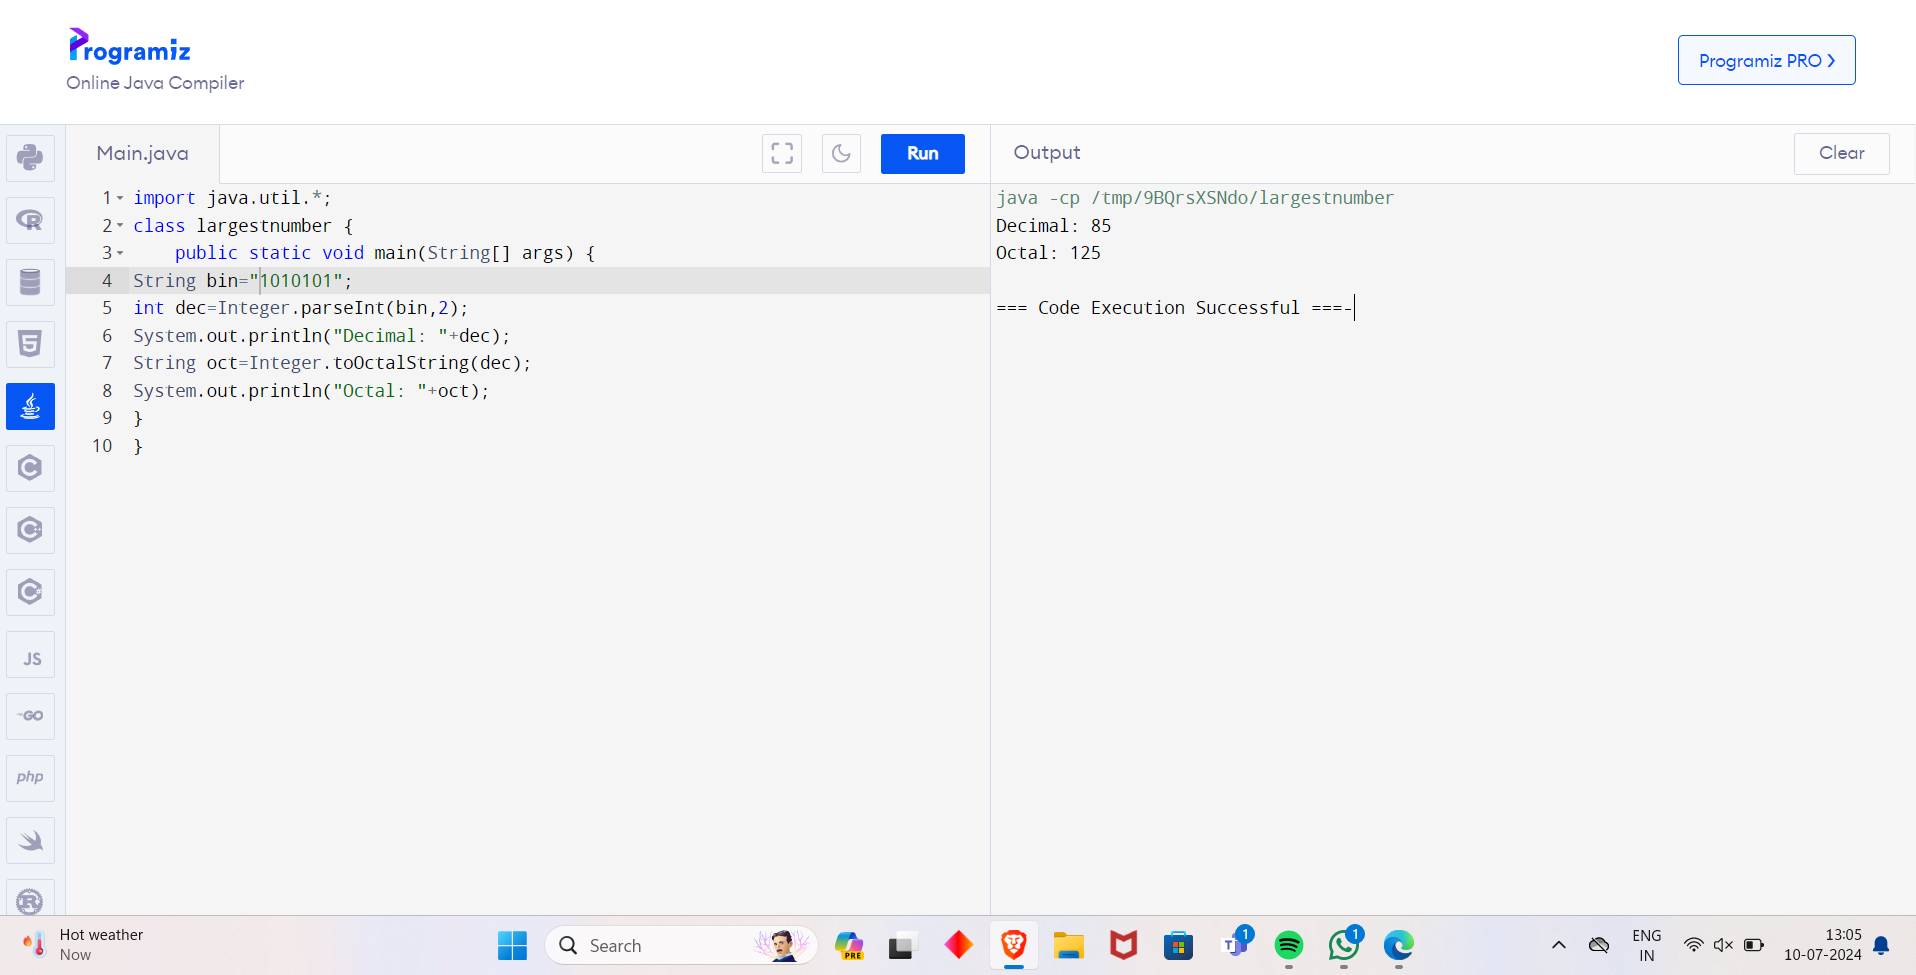 Programiz
Online Java Compiler
Programiz PRO
Main.java
Run
1 import java.util.*;
2 class largestnumber {
3     public static void main(String[] args) {
4 String bin="1010101";
5 int dec=Integer.parseInt(bin,2);
6 System.out.println("Decimal: "+dec);
7 String oct=Integer.toOctalString(dec);
8 System.out.println("Octal: "+oct);
9 }
10 }
Output
Clear
java -cp /tmp/9BQrsXSNdo/largestnumber
Decimal: 85
Octal: 125
=== Code Execution Successful ===-
R
5
C
C
C
JS
GO
php
R
Hot weather
Now
Search
PRE
T
1
1
ENG
IN
13:05
10-07-2024